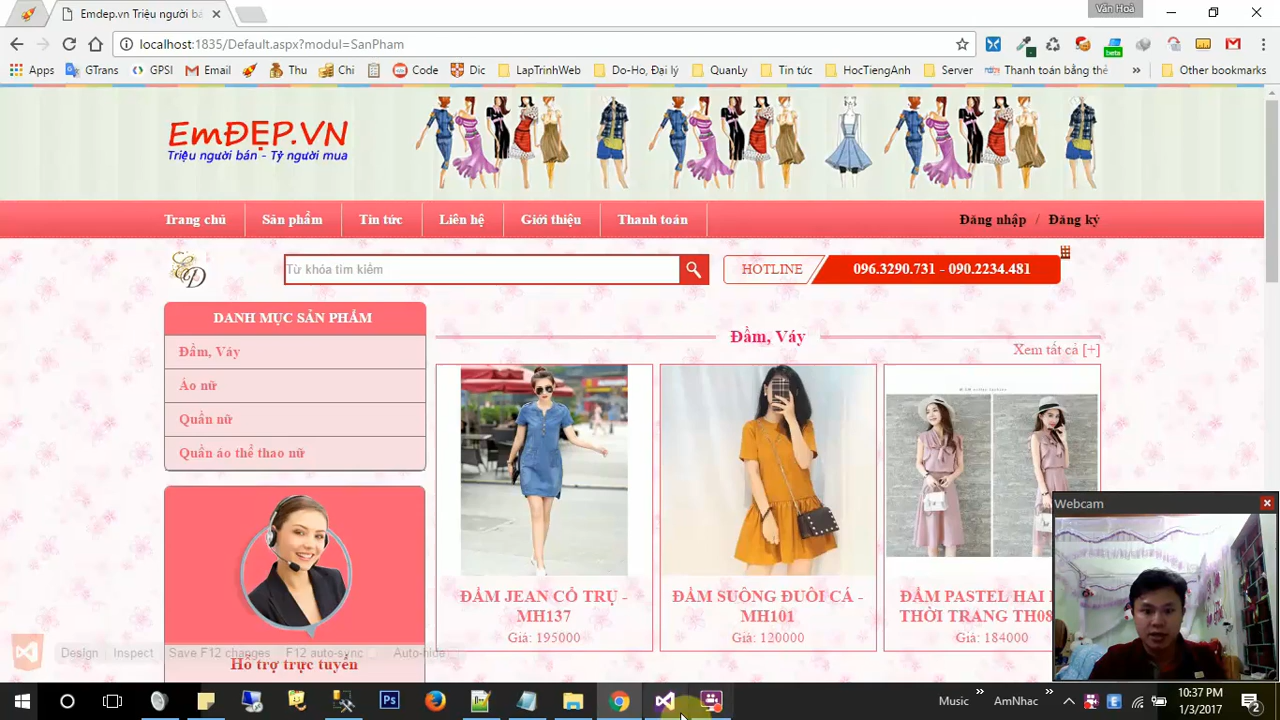 Emdep.vn Triệu người bá
Văn Hoà
localhost:1835/Default.aspx?modul=SanPham
beta
Apps GTrans GPSI Email Thu Chi Code Dic LapTrinhWeb Do-Ho, Đại lý QuanLy Tin tức HocTiengAnh Server Thanh toán bằng thẻ » Other bookmarks
EmĐẸP.VN
Triệu người bán - Tỷ người mua
Trang chủ Sản phẩm Tin tức Liên hệ Giới thiệu Thanh toán Đăng nhập / Đăng ký
Từ khóa tìm kiếm HOTLINE 096.3290.731 - 090.2234.481
DANH MỤC SẢN PHẨM
Đầm, Váy
Áo nữ
Quần nữ
Quần áo thể thao nữ
Đầm, Váy
Xem tất cả [+]
ĐẦM JEAN CỔ TRỤ -
MH137
Giá: 195000
ĐẦM SUÔNG ĐUÔI CÁ -
MH101
Giá: 120000
ĐẦM PASTEL HAI
THỜI TRANG TH08
Giá: 184000
Webcam
Design Inspect Save F12 changes F12 auto-sync Auto-hide
Hỗ trợ trực tuyến
Ps
Music » AmNhac » 10:37 PM
1/3/2017
2